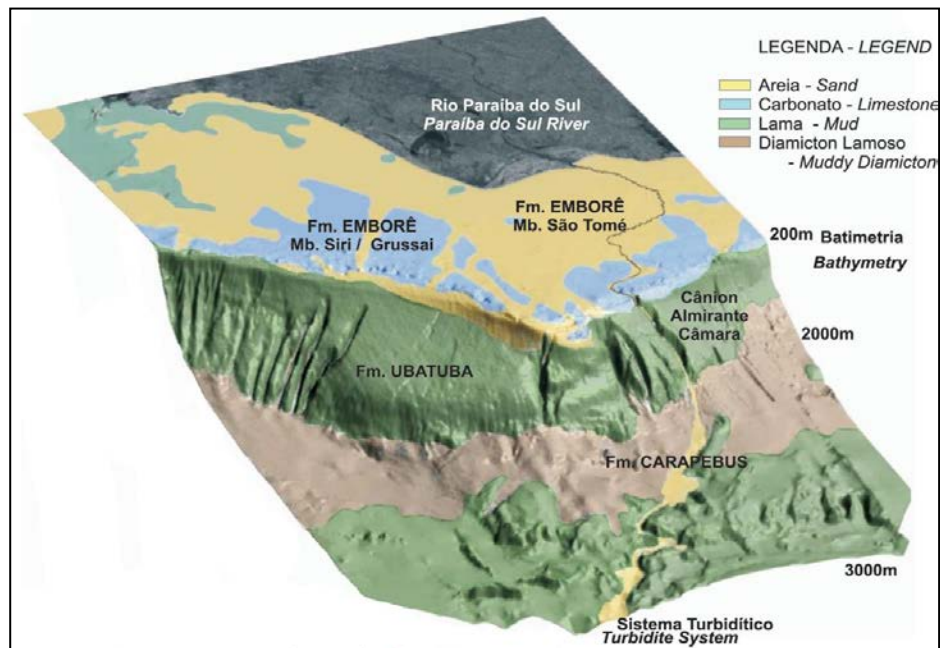 LEGENDA - LEGEND
Areia - Sand
Carbonato - Limestone
Lama - Mud
Diamicton Lamoso
- Muddy Diamicton
Rio Paraíba do Sul
Paraíba do Sul River
Fm. EMBORÊ
Mb. Siri / Grussai
Fm. EMBORÊ
Mb. São Tomé
200m Batimetria
Bathymetry
Cânion
Almirante
Câmara
2000m
Fm. UBATUBA
Fm. CARAPEBUS
3000m
Sistema Turbidítico
Turbidite System